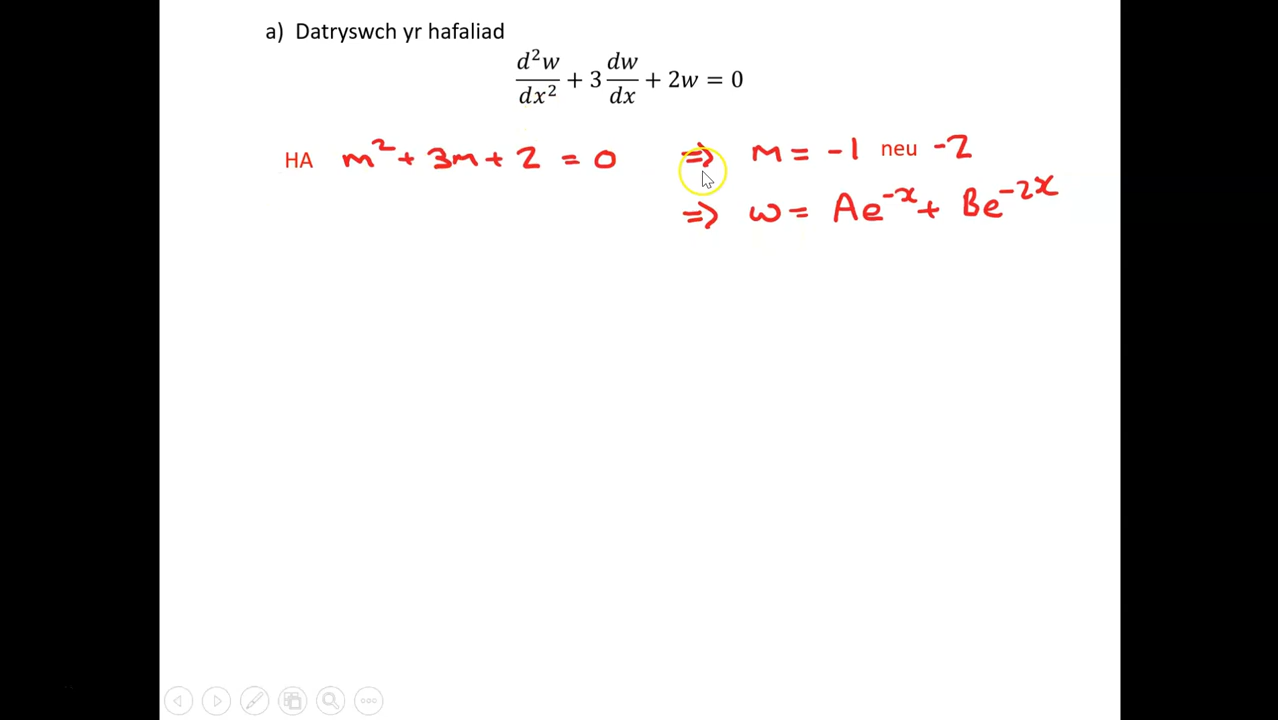 a) Datryswch yr hafaliad
d²w/dx² + 3 dw/dx + 2w = 0
HA m² + 3m + 2 = 0 ⇒ m = -1 neu -2
⇒ w = Ae^-x + Be^-2x